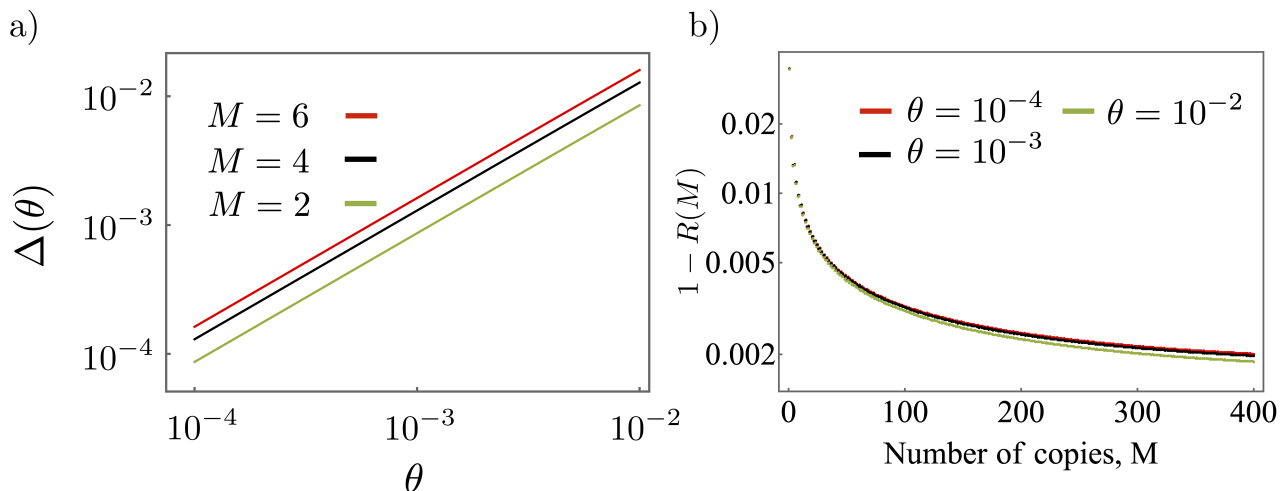 a)
Δ(θ)
10⁻²
10⁻³
10⁻⁴
M = 6
M = 4
M = 2
10⁻⁴ 10⁻³ 10⁻²
θ
b)
1 − R(M)
0.02
0.01
0.005
0.002
θ = 10⁻⁴ θ = 10⁻²
θ = 10⁻³
0 100 200 300 400
Number of copies, M